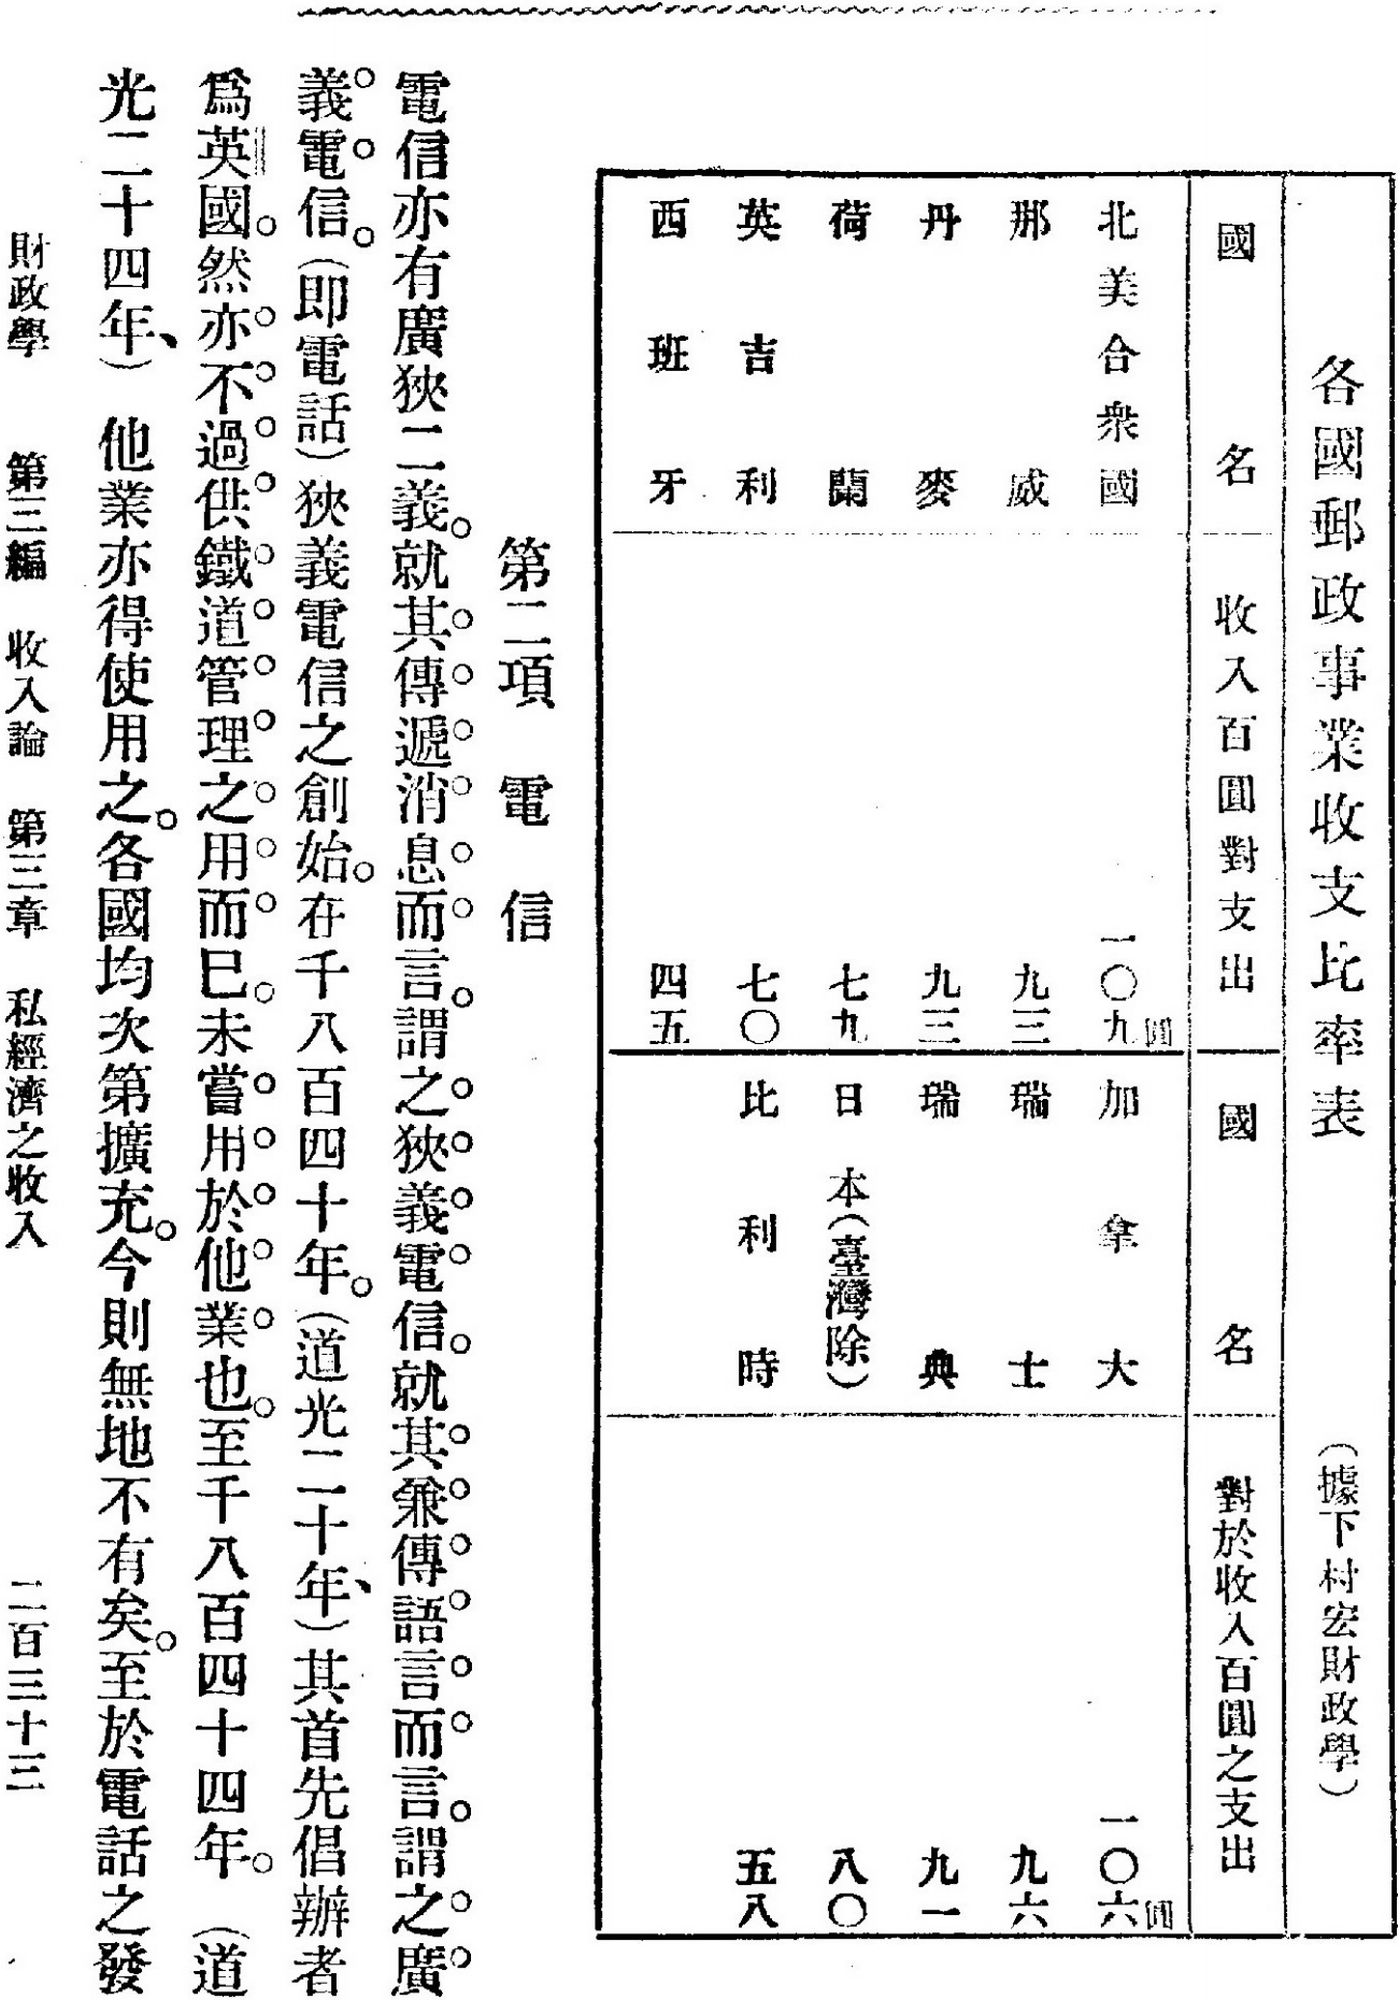 各國郵政事業收支比率表 （據下村宏財政學）
國名 收入百圓對支出 國名 對於收入百圓之支出
北美合衆國 一〇九圓 加拿大 一〇六圓
那威 九三 瑞士 九六
丹麥 九三 瑞典 九一
荷蘭 七九 日本（臺灣除） 八〇
英吉利 七〇 比利時 五八
西班牙 四五
第二項 電信
電信亦有廣狹二義。就其傳遞消息而言。謂之狹義電信。就其兼傳語言而言。謂之廣
義電信。（即電話）狹義電信之創始。在千八百四十年。（道光二十年、）其首先倡辦者
爲英國。然亦不過供鐵道管理之用而已。未嘗用於他業也。至千八百四十四年。（道
光二十四年、）他業亦得使用之。各國均次第擴充。今則無地不有矣。至於電話之發
財政學 第三編 收入論 第三章 私經濟之收入 二百三十三